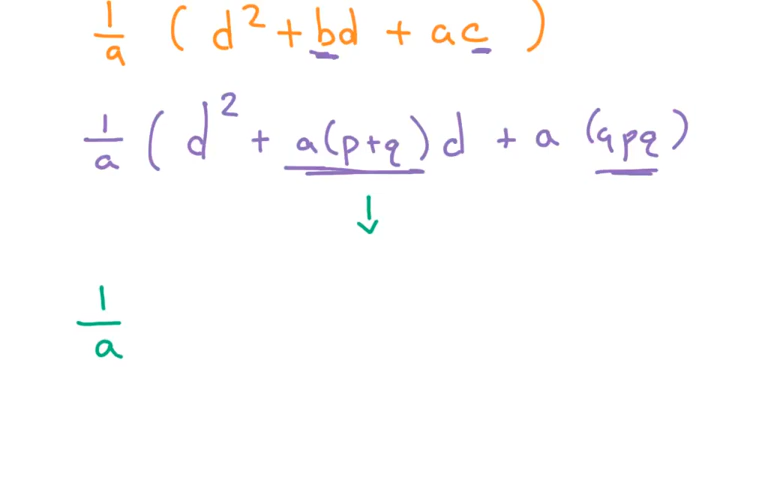 1/a ( d² + bd + ac )
1/a ( d² + a(p+q) d + a (apq)
↓
1/a